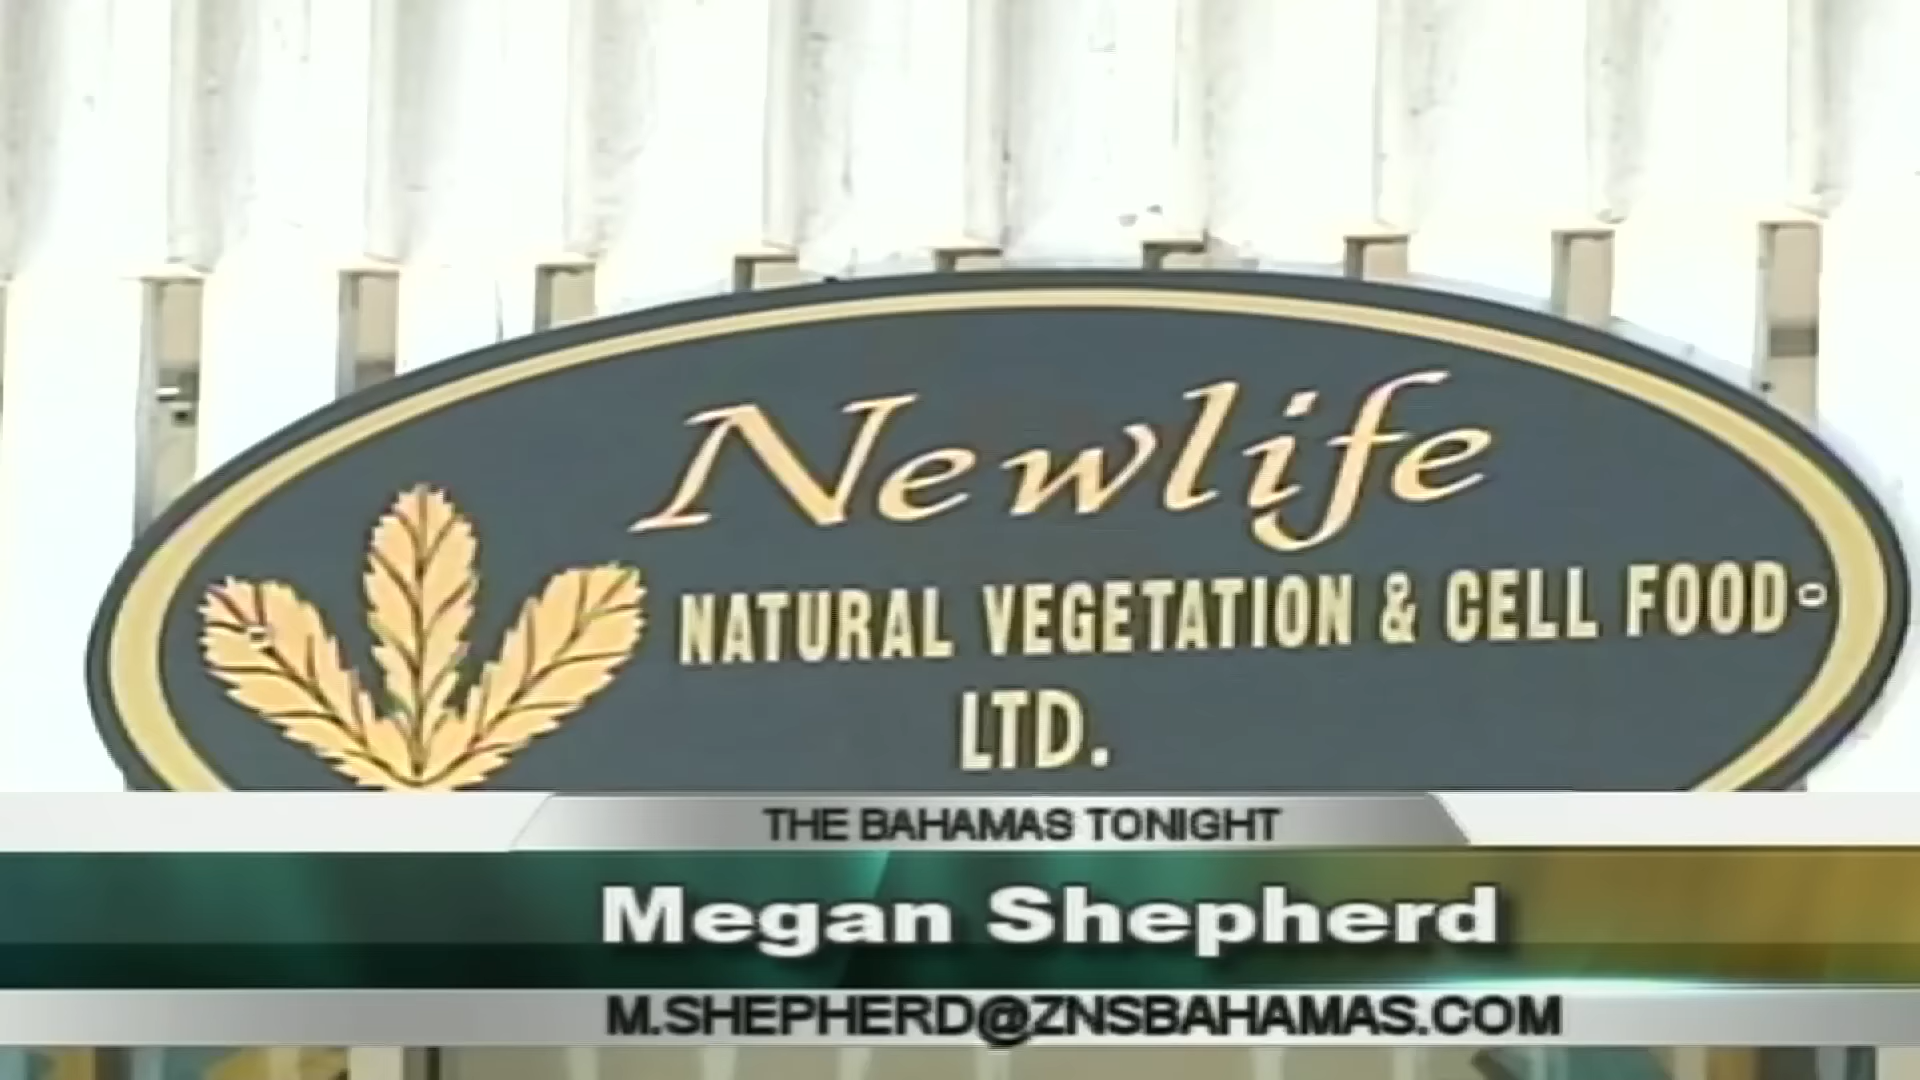 Newlife
NATURAL VEGETATION & CELL FOOD
LTD.
THE BAHAMAS TONIGHT
Megan Shepherd
M.SHEPHERD@ZNSBAHAMAS.COM